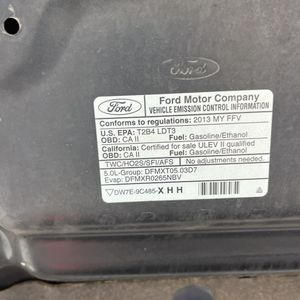 Ford
Ford
Ford Motor Company
VEHICLE EMISSION CONTROL INFORMATION
Conforms to regulations: 2013 MY FFV
U.S. EPA: T2B4 LDT3
OBD: CA II Fuel: Gasoline/Ethanol
California: Certified for sale ULEV II qualified
OBD: CA II Fuel: Gasoline/Ethanol
TWC/HO2S/SFI/AFS No adjustments needed.
5.0L-Group: DFMXT05.03D7
Evap: DFMXR0265NBV
DW7E-9C485-XHH